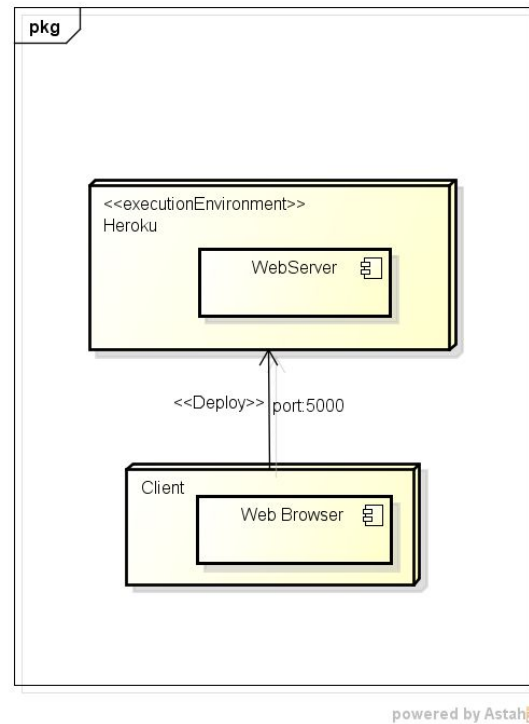 pkg
<<executionEnvironment>>
Heroku
WebServer
<<Deploy>> port:5000
Client
Web Browser
powered by Astah